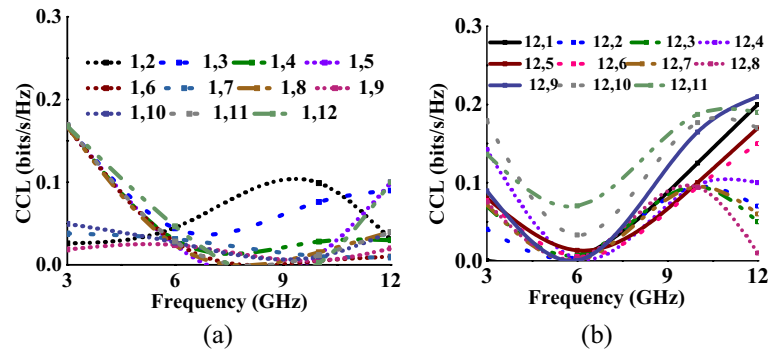 0.3
0.2
0.1
0.0
CCL (bits/s/Hz)
1,2 1,3 1,4 1,5
1,6 1,7 1,8 1,9
1,10 1,11 1,12
3 6 9 12
Frequency (GHz)
(a)
0.3
0.2
0.1
0.0
CCL (bits/s/Hz)
12,1 12,2 12,3 12,4
12,5 12,6 12,7 12,8
12,9 12,10 12,11
3 6 9 12
Frequency (GHz)
(b)